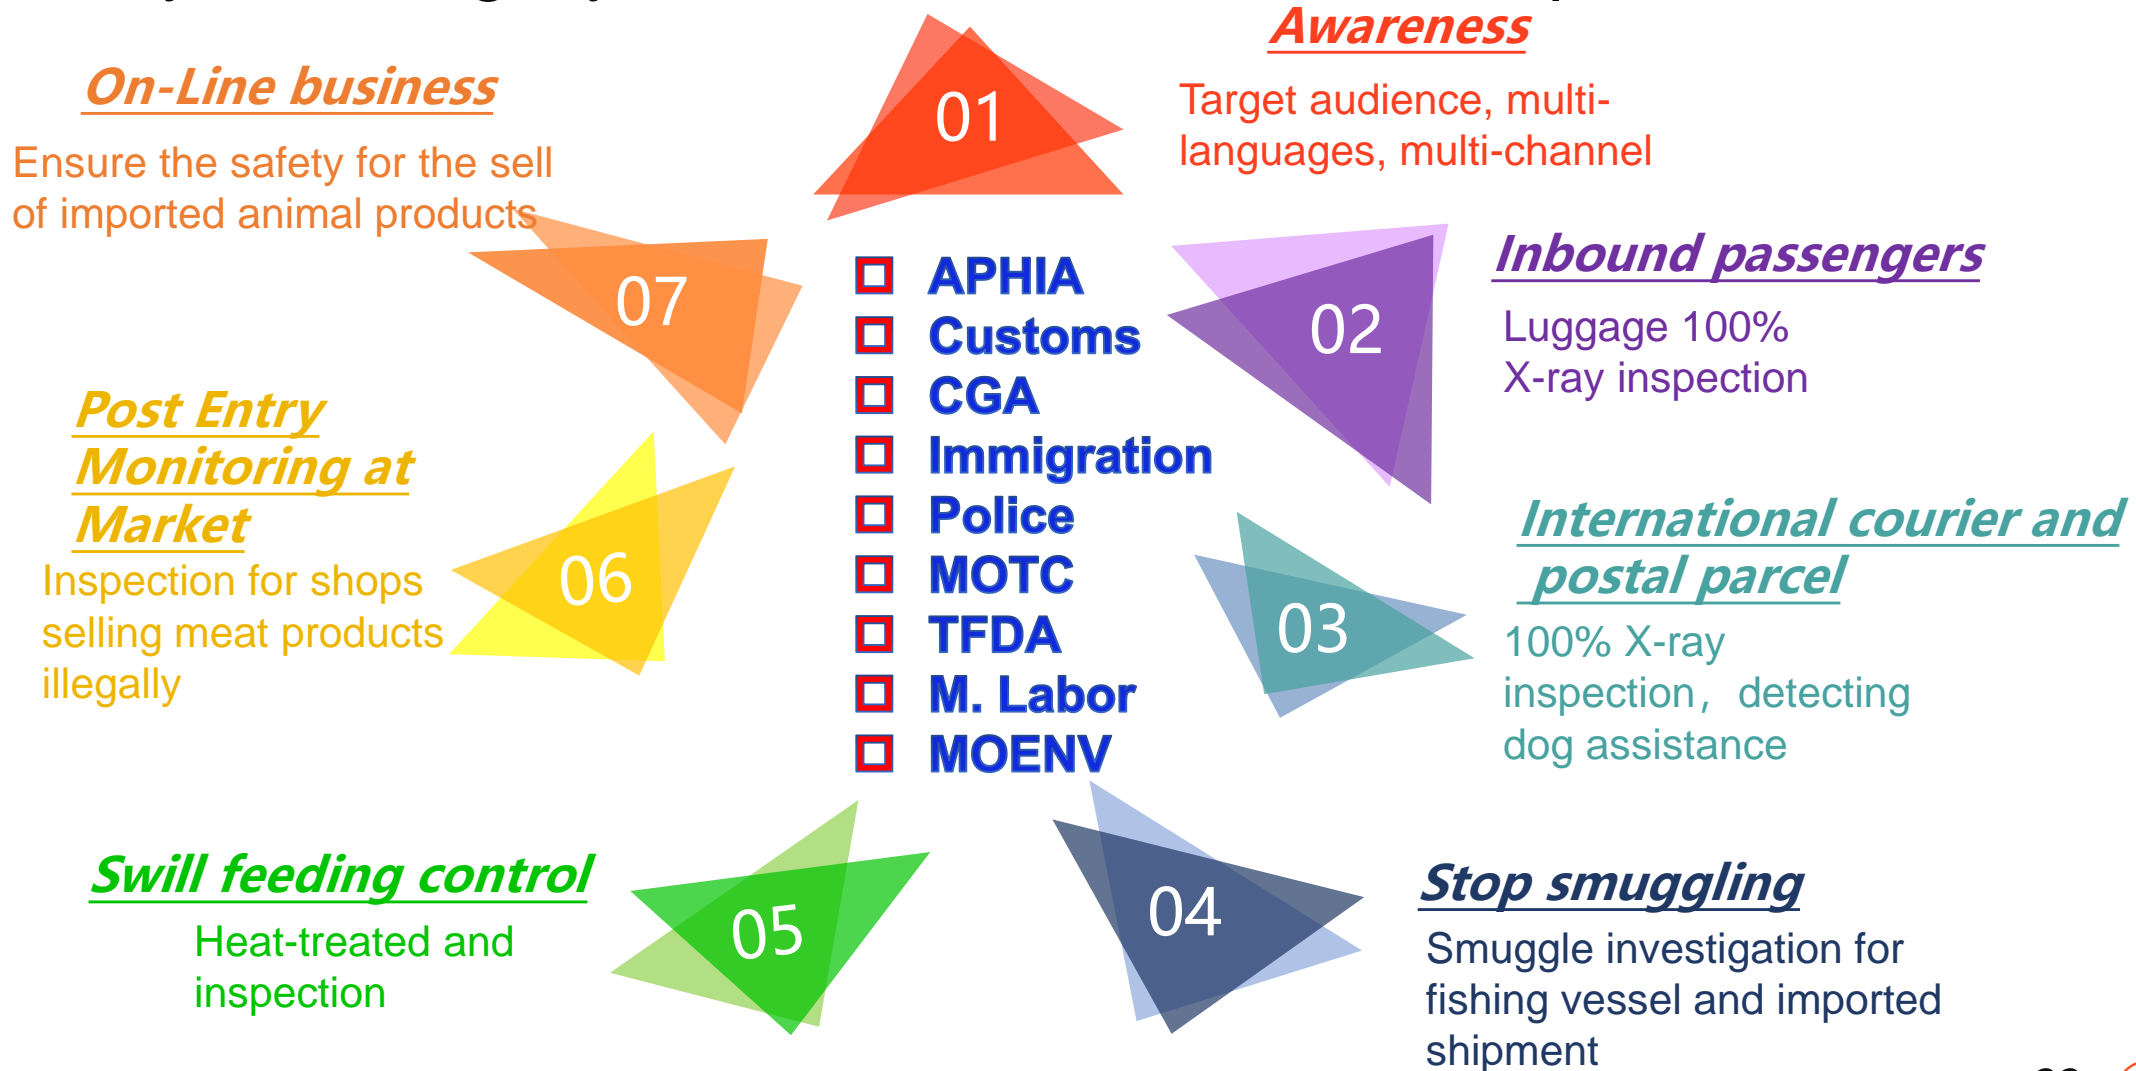 Awareness
Target audience, multi-
languages, multi-channel
01
On-Line business
Ensure the safety for the sell
of imported animal products
07
Inbound passengers
Luggage 100%
X-ray inspection
02
APHIA
Customs
CGA
Immigration
Police
MOTC
TFDA
M. Labor
MOENV
Post Entry
Monitoring at
Market
Inspection for shops
selling meat products
illegally
06
International courier and
postal parcel
100% X-ray
inspection， detecting
dog assistance
03
Swill feeding control
Heat-treated and
inspection
05
04
Stop smuggling
Smuggle investigation for
fishing vessel and imported
shipment